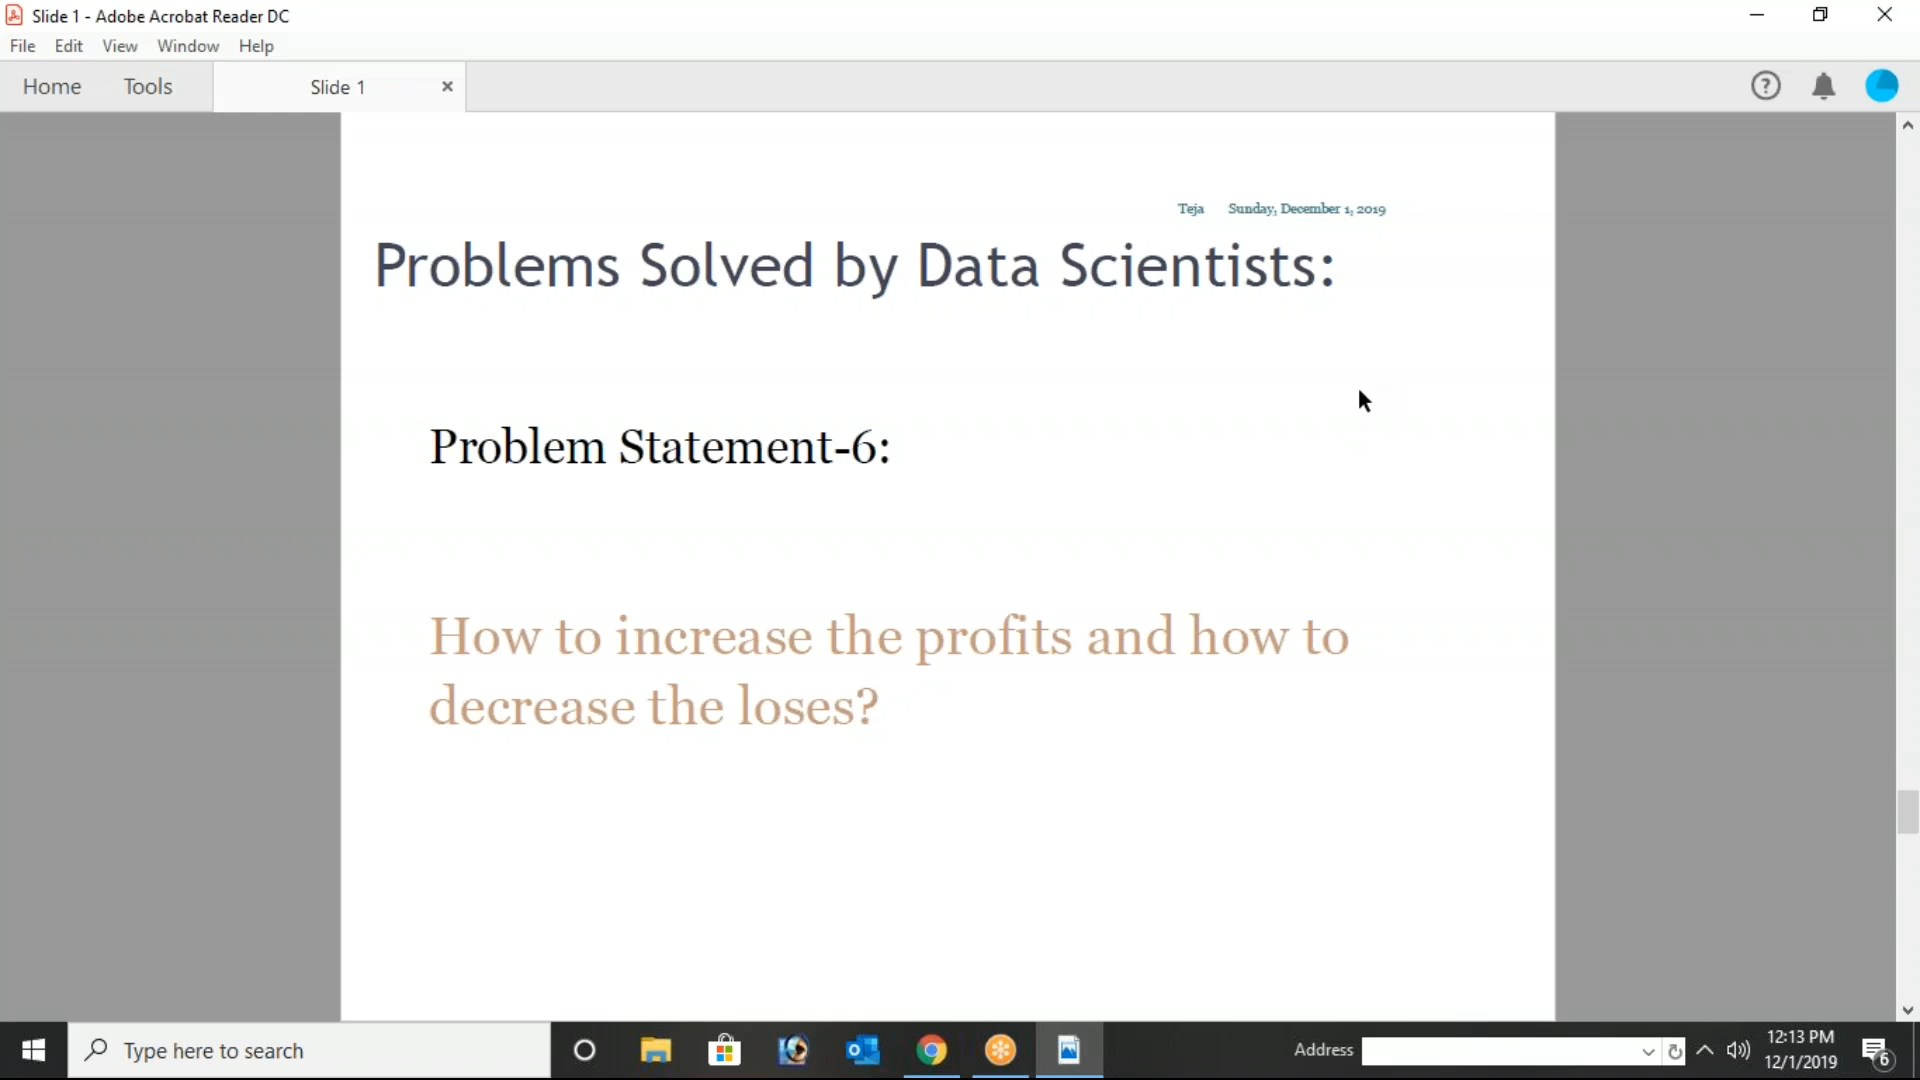 Slide 1 - Adobe Acrobat Reader DC
File Edit View Window Help
Home Tools Slide 1
Teja Sunday, December 1, 2019
Problems Solved by Data Scientists:
Problem Statement-6:
How to increase the profits and how to
decrease the loses?
Type here to search
Address
12:13 PM
12/1/2019
6